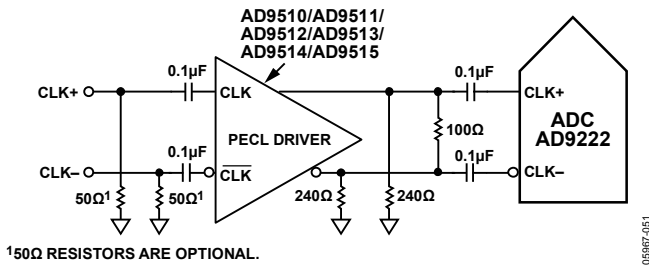 AD9510/AD9511/
AD9512/AD9513/
AD9514/AD9515
0.1µF
0.1µF
CLK+
CLK
CLK+
PECL DRIVER
100Ω
ADC
AD9222
0.1µF
0.1µF
CLK–
CLK
CLK–
50Ω1
50Ω1
240Ω
240Ω
150Ω RESISTORS ARE OPTIONAL.
05967-051